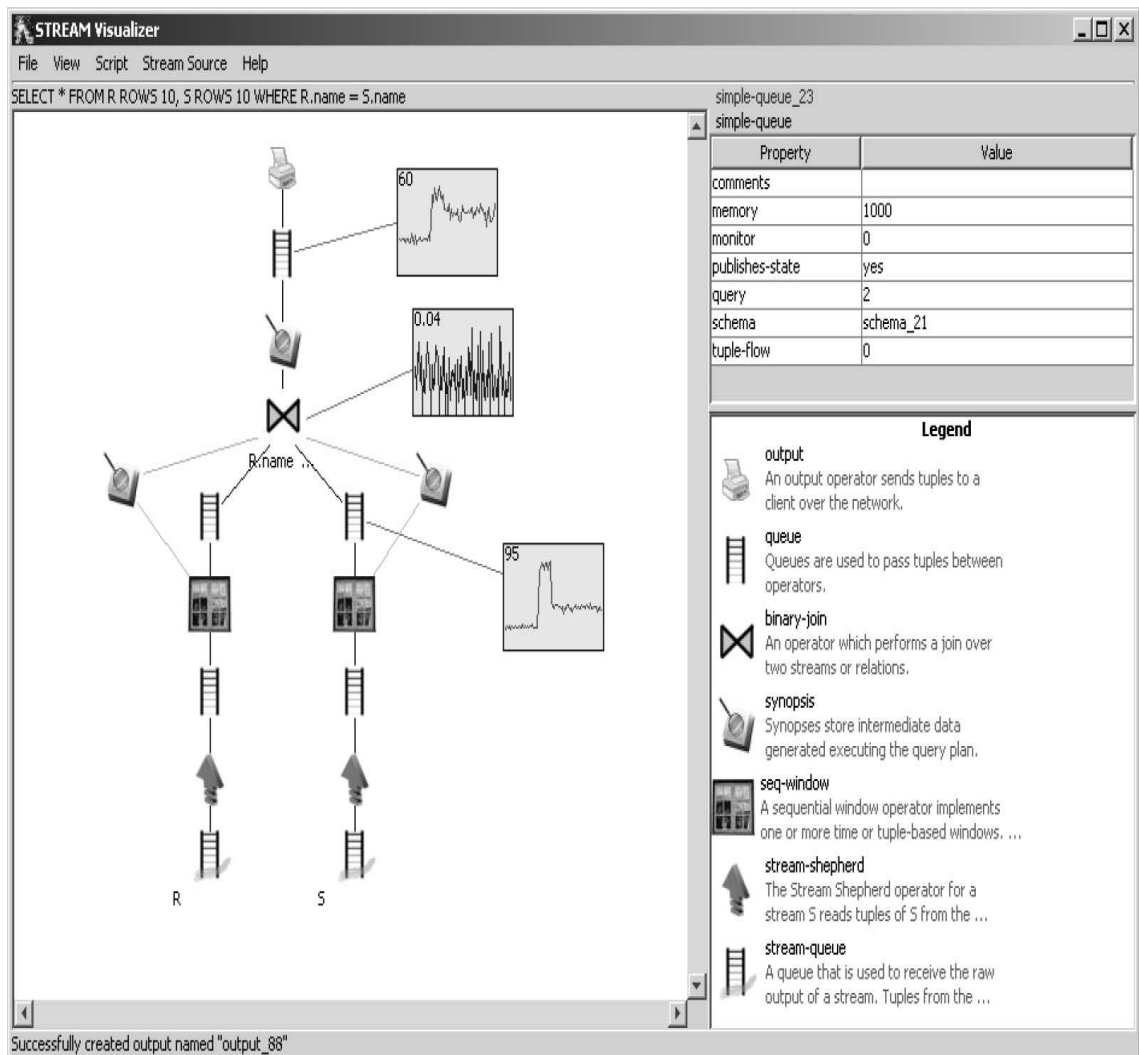 STREAM Visualizer
File View Script Stream Source Help
SELECT * FROM R ROWS 10, S ROWS 10 WHERE R.name = S.name
60
0.04
R.name ...
95
R
S
simple-queue_23
simple-queue
Property Value
comments
memory 1000
monitor 0
publishes-state yes
query 2
schema schema_21
tuple-flow 0
Legend
output
An output operator sends tuples to a
client over the network.
queue
Queues are used to pass tuples between
operators.
binary-join
An operator which performs a join over
two streams or relations.
synopsis
Synopses store intermediate data
generated executing the query plan.
seq-window
A sequential window operator implements
one or more time or tuple-based windows. ...
stream-shepherd
The Stream Shepherd operator for a
stream S reads tuples of S from the ...
stream-queue
A queue that is used to receive the raw
output of a stream. Tuples from the ...
Successfully created output named "output_88"